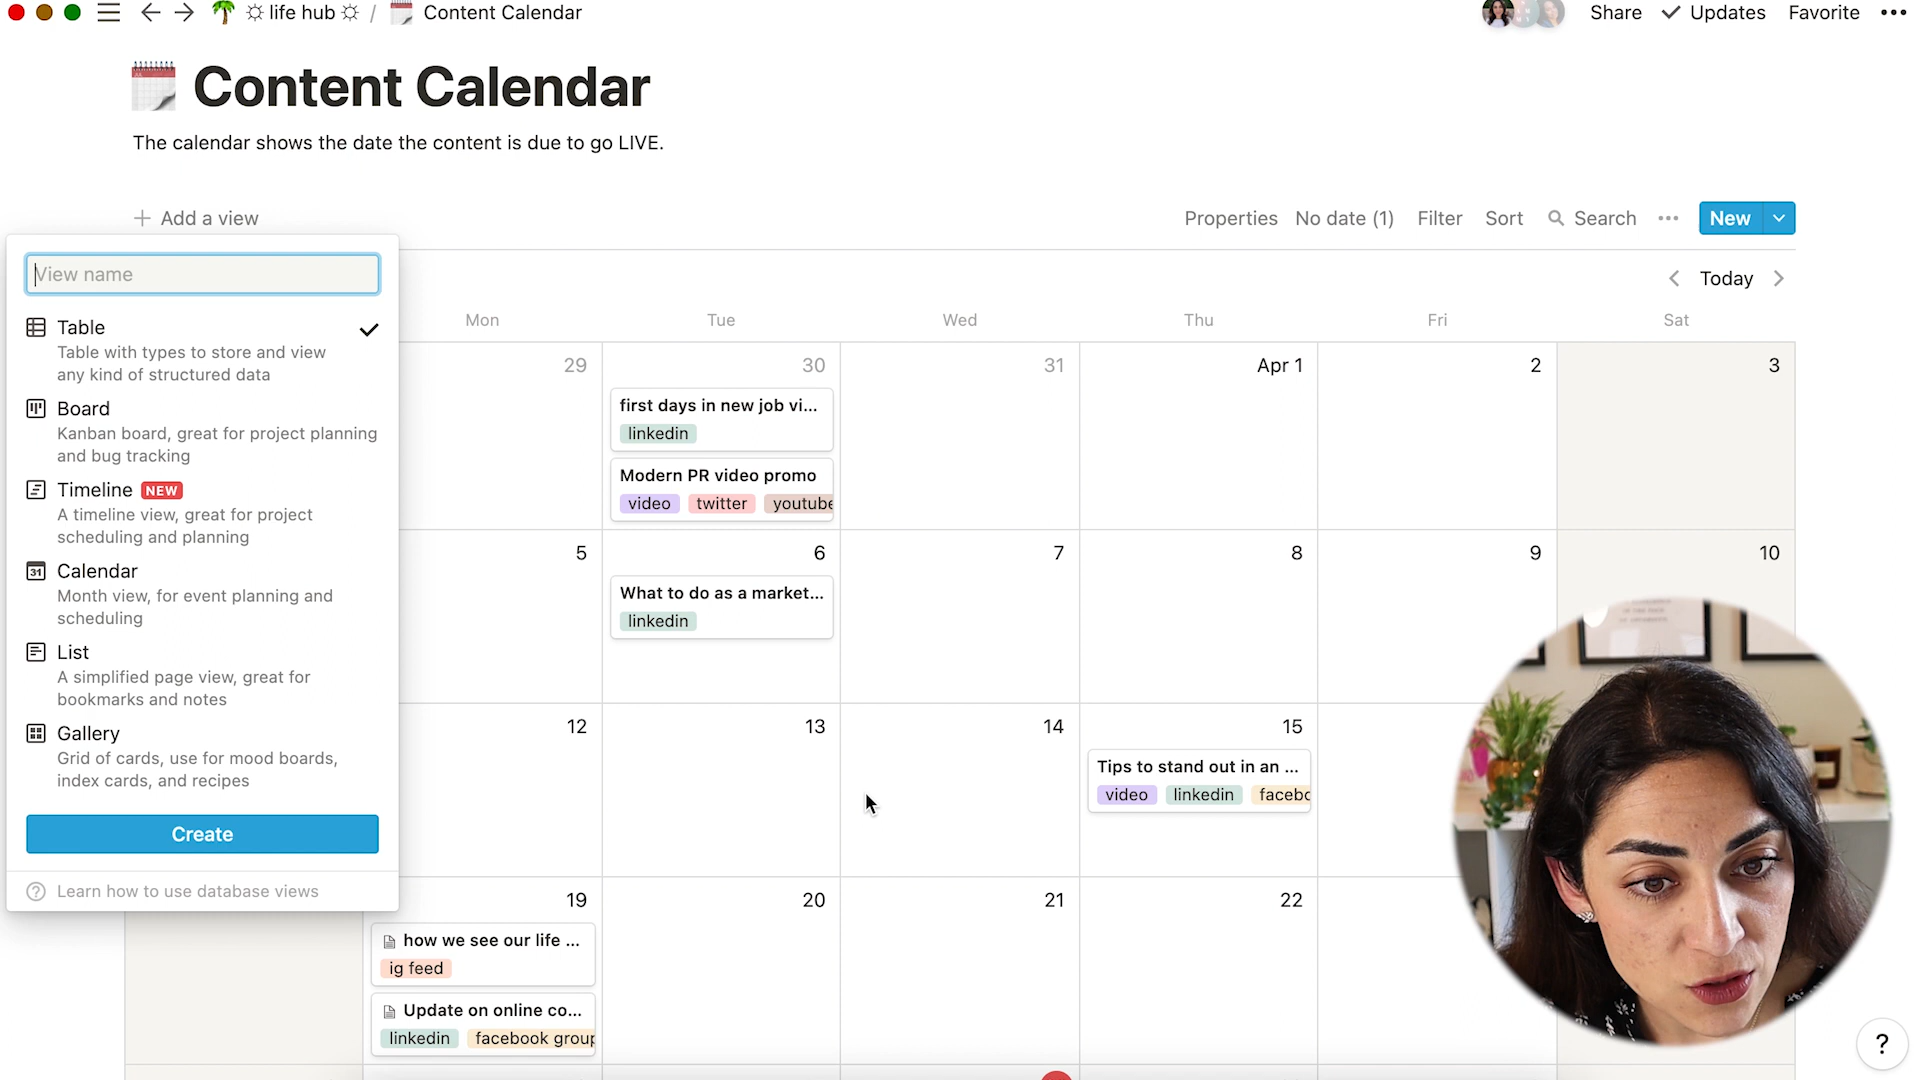 life hub / Content Calendar
Share Updates Favorite
Content Calendar
The calendar shows the date the content is due to go LIVE.
+ Add a view
Properties No date (1) Filter Sort Search New
View name
Table
Table with types to store and view
any kind of structured data
Board
Kanban board, great for project planning
and bug tracking
Timeline NEW
A timeline view, great for project
scheduling and planning
31 Calendar
Month view, for event planning and
scheduling
List
A simplified page view, great for
bookmarks and notes
Gallery
Grid of cards, use for mood boards,
index cards, and recipes
Create
? Learn how to use database views
Today
Mon Tue Wed Thu Fri Sat
29 30 31 Apr 1 2 3
first days in new job vi...
linkedin
Modern PR video promo
video twitter youtube
5 6 7 8 9 10
What to do as a market...
linkedin
12 13 14 15
Tips to stand out in an ...
video linkedin facebo
19 20 21 22
how we see our life ...
ig feed
Update on online co...
linkedin facebook group
?